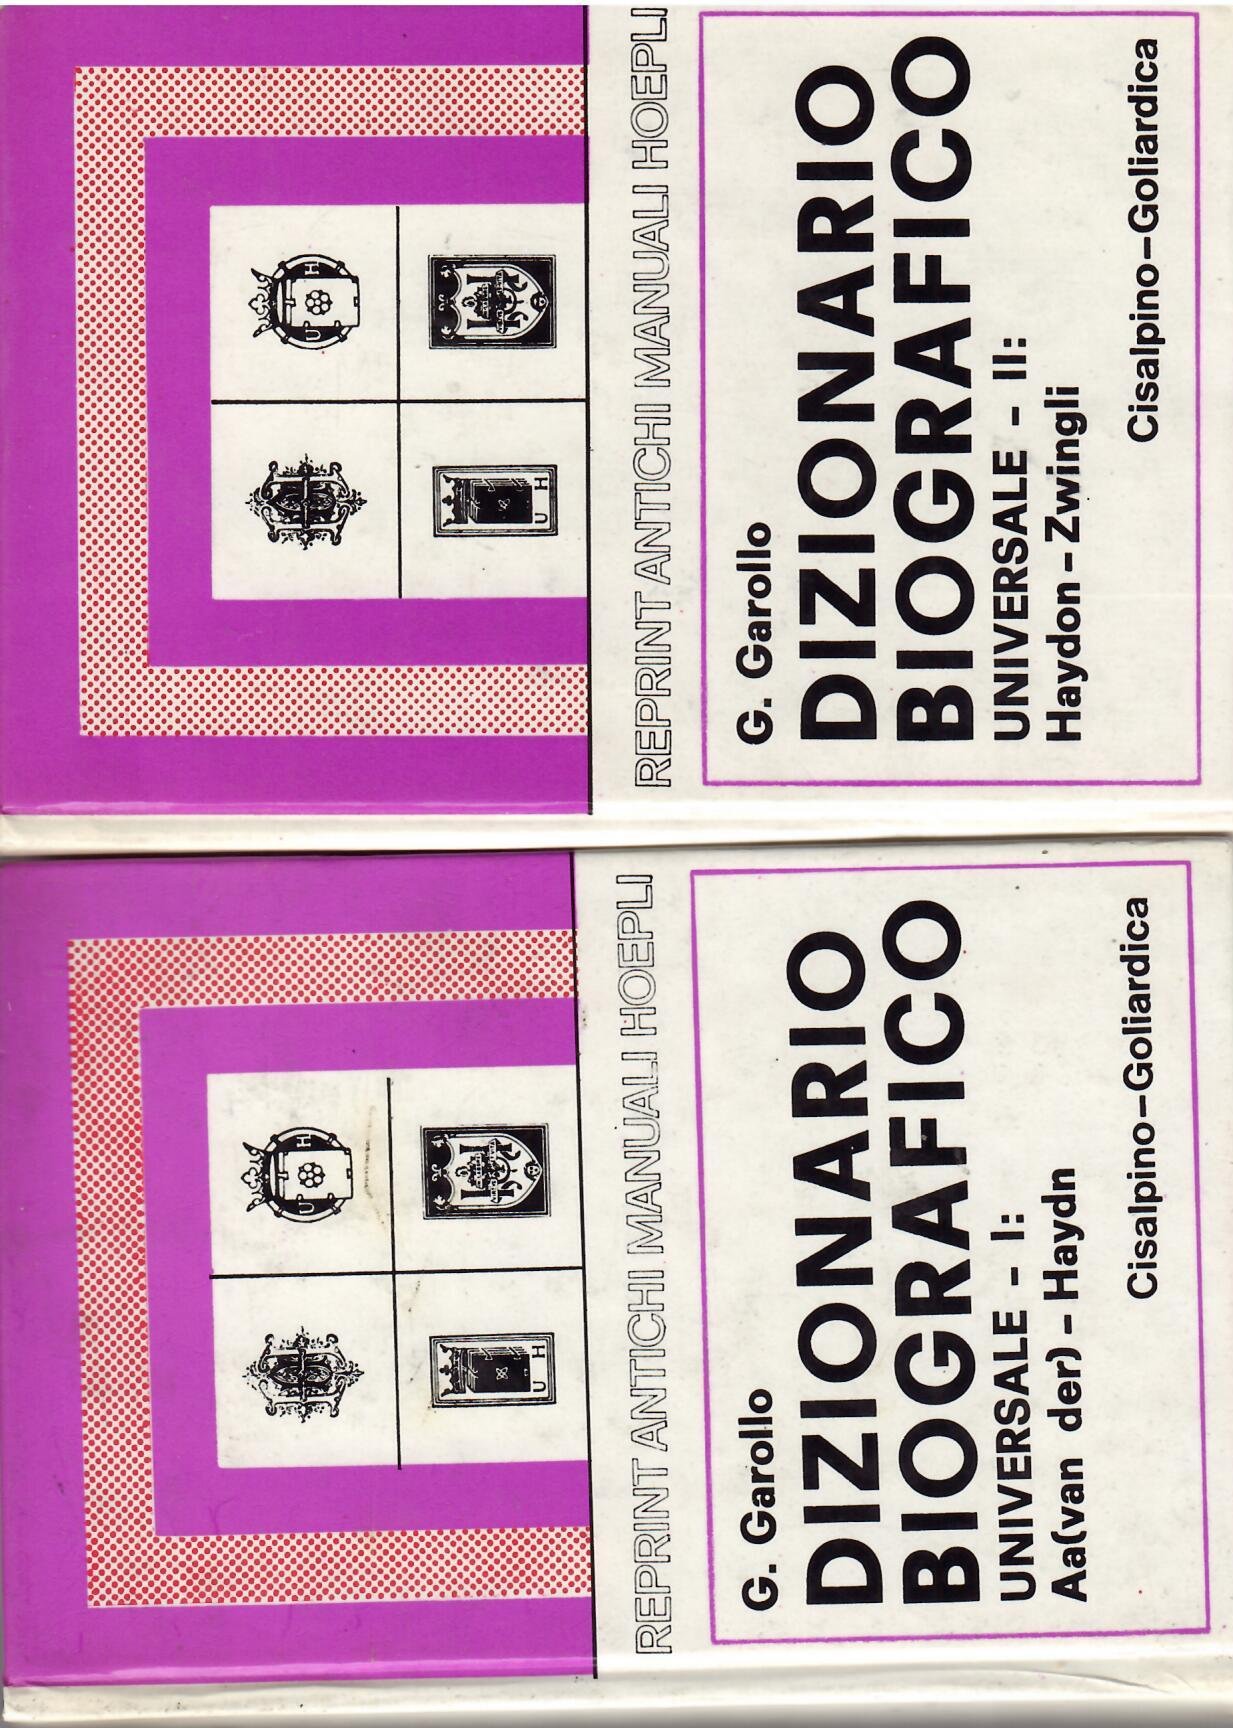 REPRINT ANTICHI MANUALI HOEPLI
G. Garollo
DIZIONARIO
BIOGRAFICO
UNIVERSALE - I:
Aa(van der) - Haydn
Cisalpino-Goliardica
U H
U H
REPRINT ANTICHI MANUALI HOEPLI
G. Garollo
DIZIONARIO
BIOGRAFICO
UNIVERSALE - II:
Haydon - Zwingli
Cisalpino-Goliardica
U H
U H